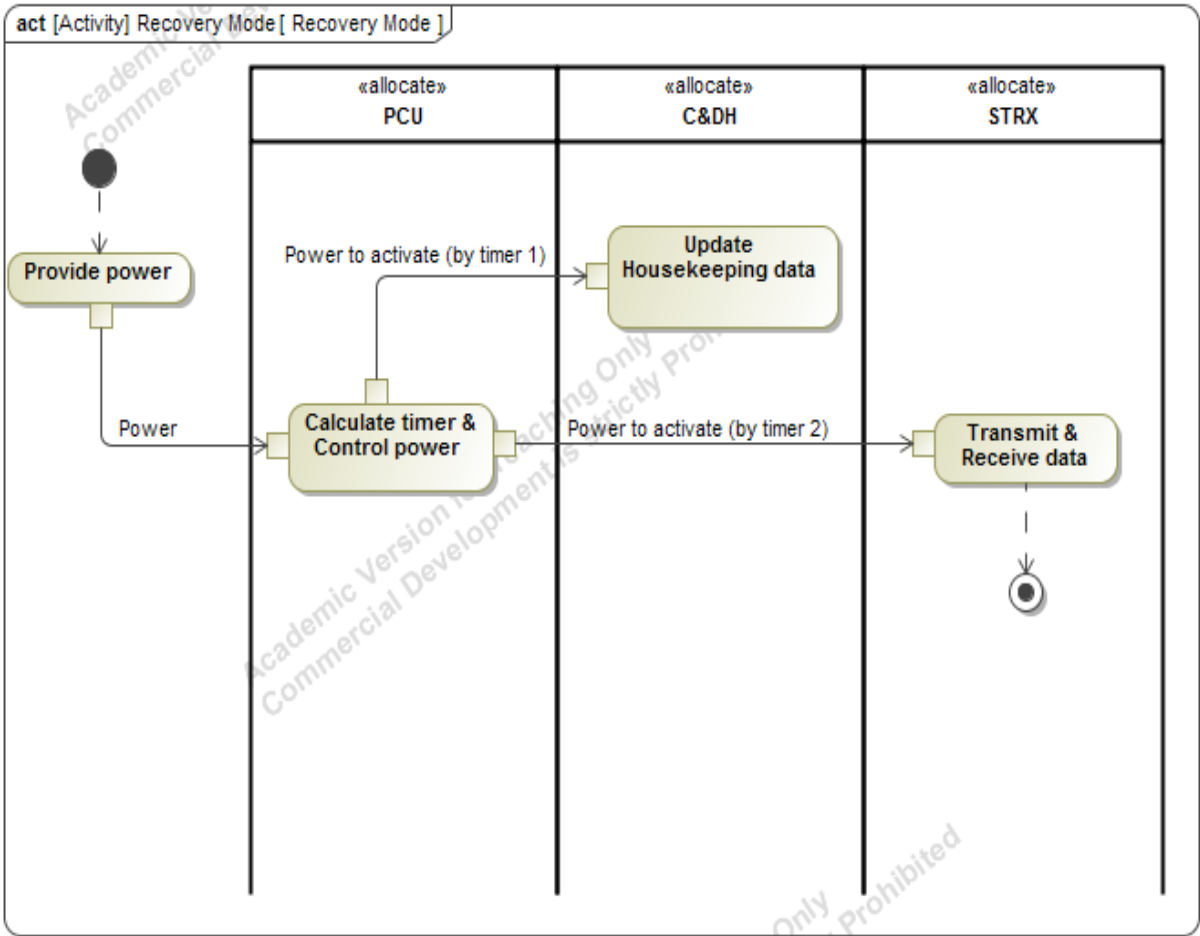 act [Activity] Recovery Mode [ Recovery Mode ]
«allocate»
PCU
«allocate»
C&DH
«allocate»
STRX
Provide power
Power to activate (by timer 1)
Update
Housekeeping data
Power
Calculate timer &
Control power
Power to activate (by timer 2)
Transmit &
Receive data
Academic Version for Teaching Only
Commercial Development is Strictly Prohibited
Only
Prohibited